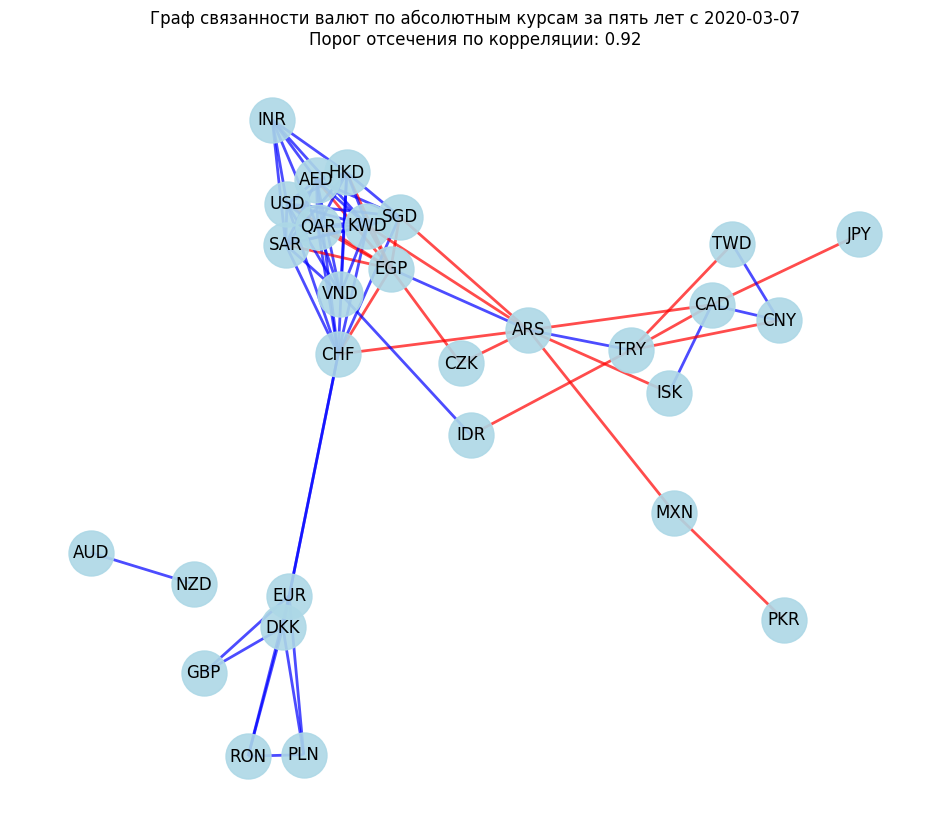 Граф связанности валют по абсолютным курсам за пять лет с 2020-03-07
Порог отсечения по корреляции: 0.92
INR
HKD
AED
USD
SGD
QAR
KWD
JPY
SAR
TWD
EGP
VND
CAD
CNY
ARS
TRY
CHF
CZK
ISK
IDR
MXN
AUD
NZD
EUR
PKR
DKK
GBP
PLN
RON